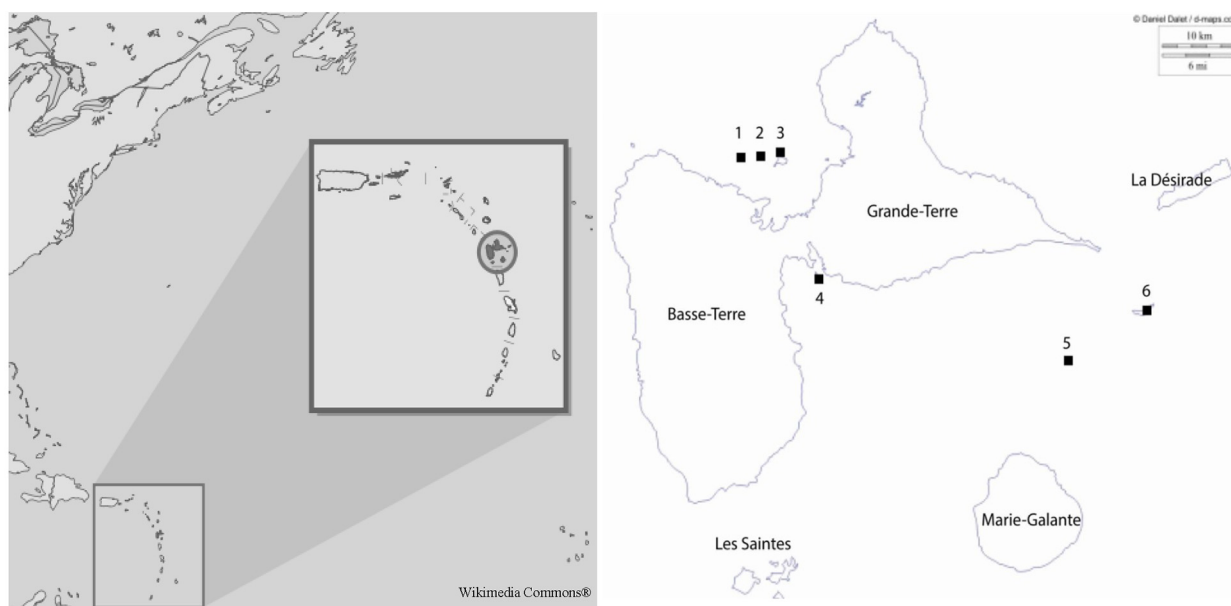 Wikimedia Commons®
© Daniel Dalet / d-maps.co
10 km
6 mi
1 2 3
La Désirade
Grande-Terre
4
Basse-Terre
6
5
Marie-Galante
Les Saintes